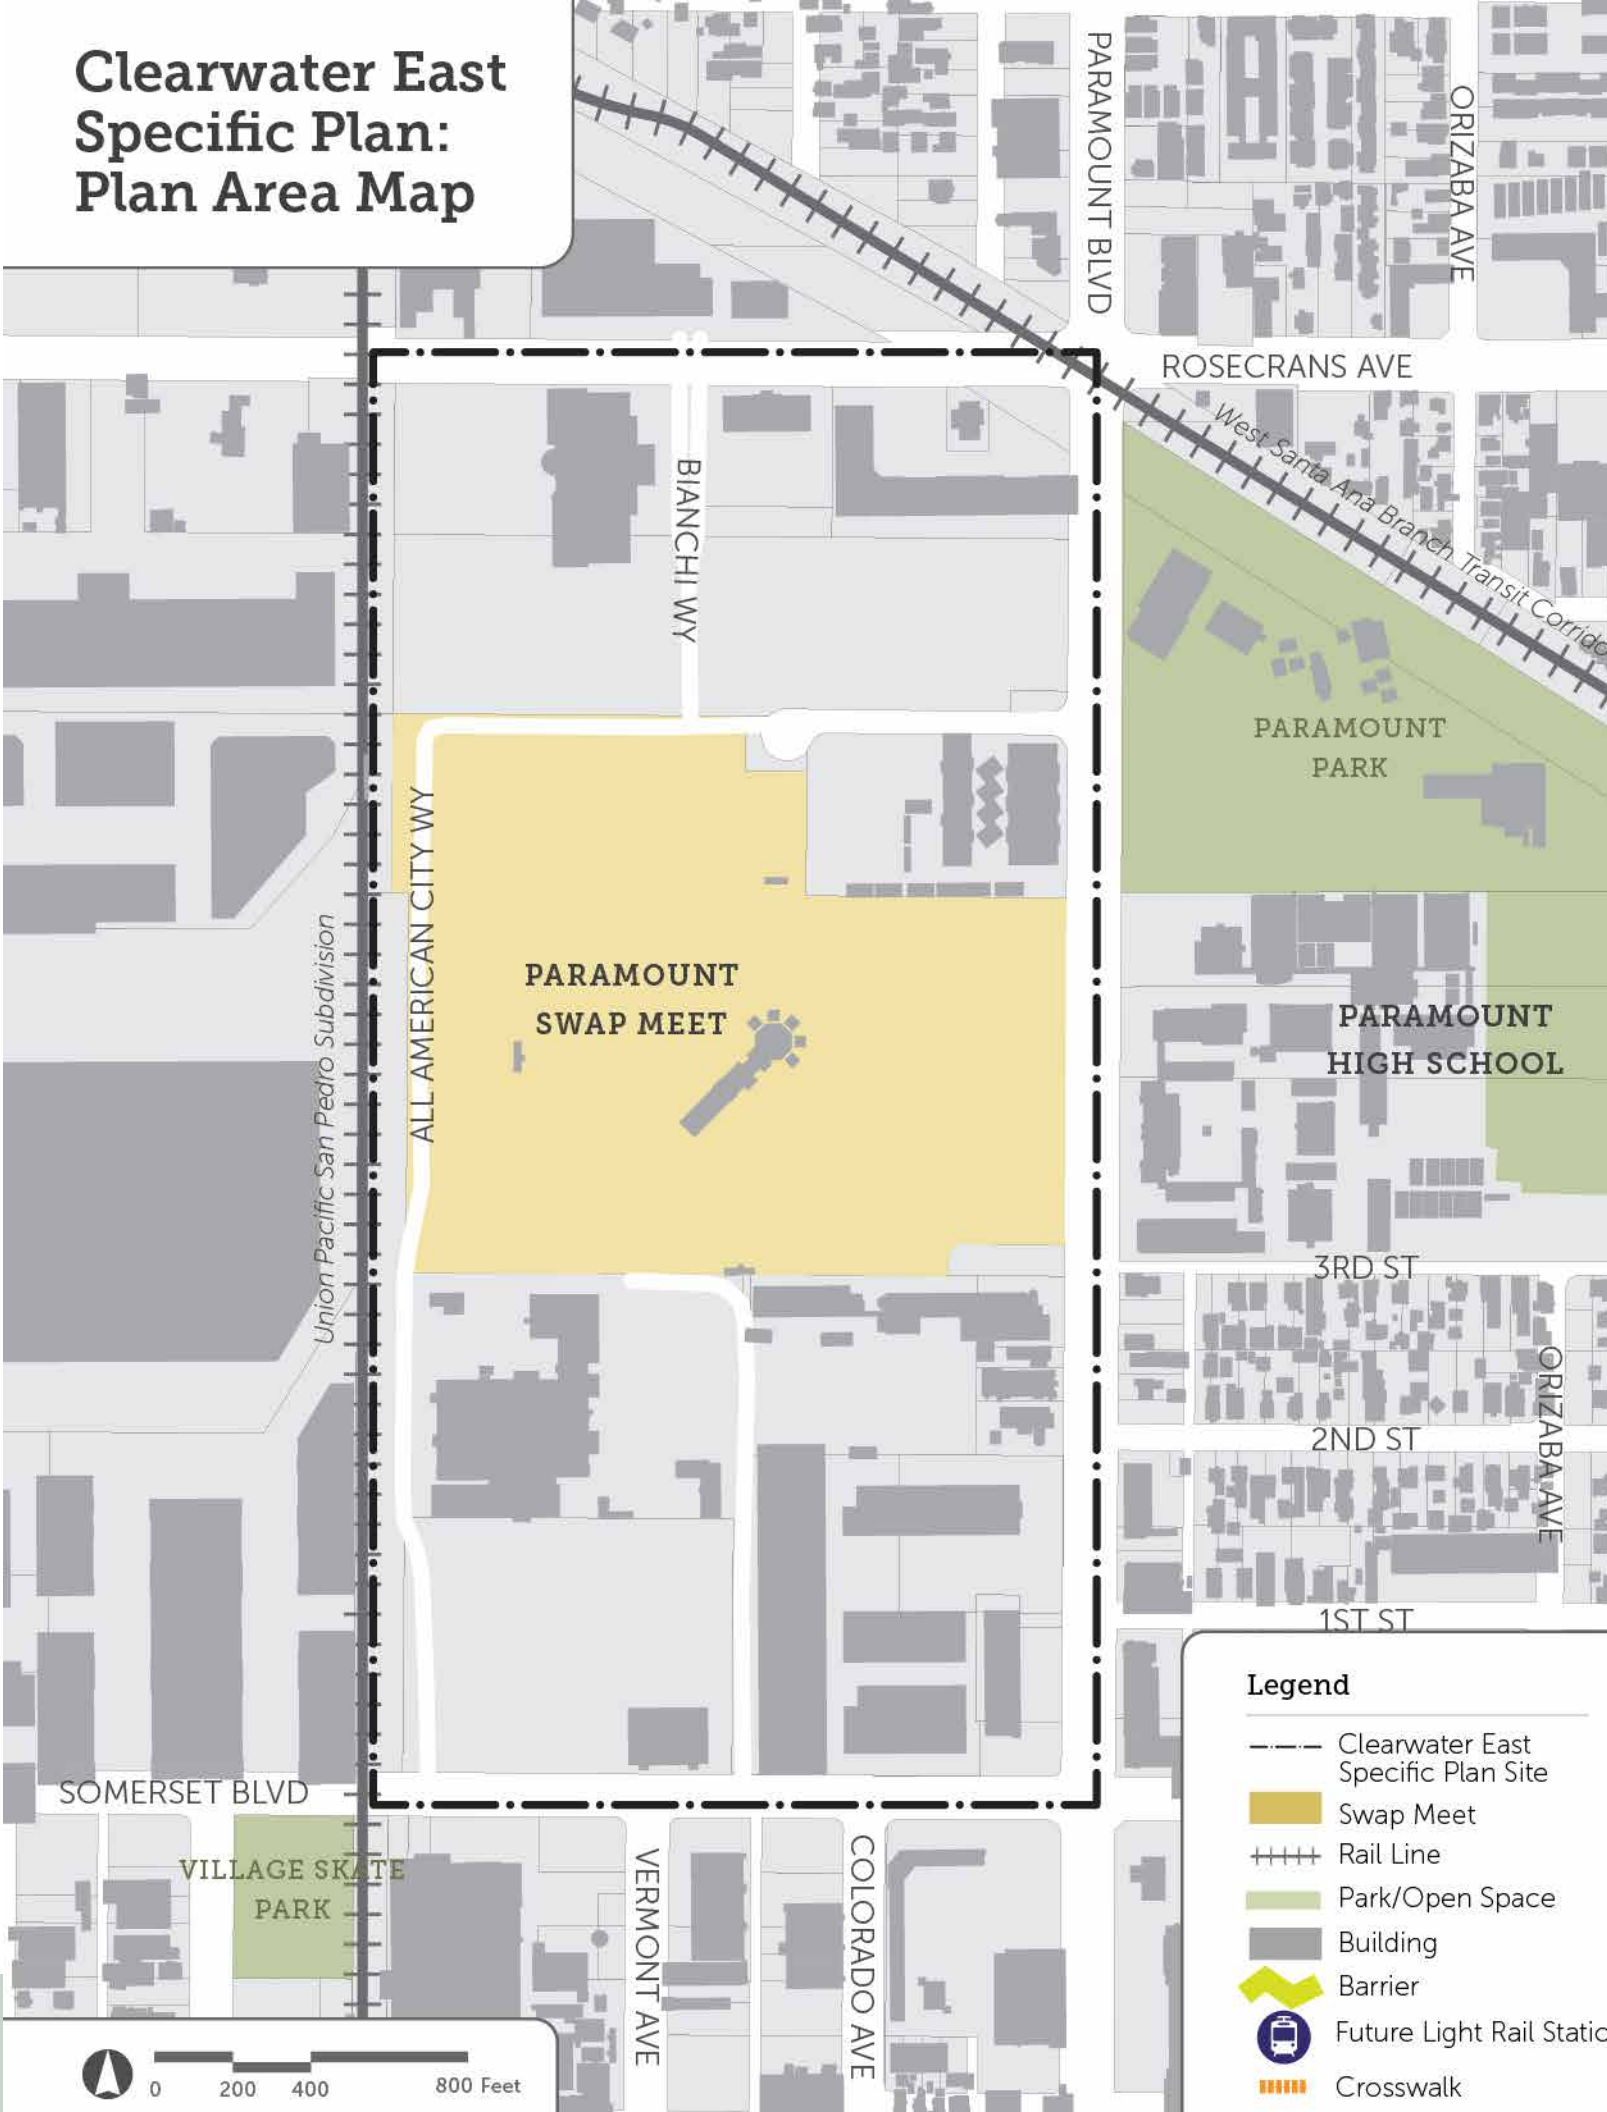 Clearwater East
Specific Plan:
Plan Area Map
PARAMOUNT BLVD
ORIZABA AVE
ROSECRANS AVE
West Santa Ana Branch Transit Corrido
BIANCHI WY
PARAMOUNT
PARK
ALL AMERICAN CITY WY
Union Pacific San Pedro Subdivision
PARAMOUNT
SWAP MEET
PARAMOUNT
HIGH SCHOOL
3RD ST
ORIZABA AVE
2ND ST
1ST ST
SOMERSET BLVD
VILLAGE SKATE
PARK
VERMONT AVE
COLORADO AVE
Legend
Clearwater East
Specific Plan Site
Swap Meet
Rail Line
Park/Open Space
Building
Barrier
Future Light Rail Static
Crosswalk
0 200 400 800 Feet